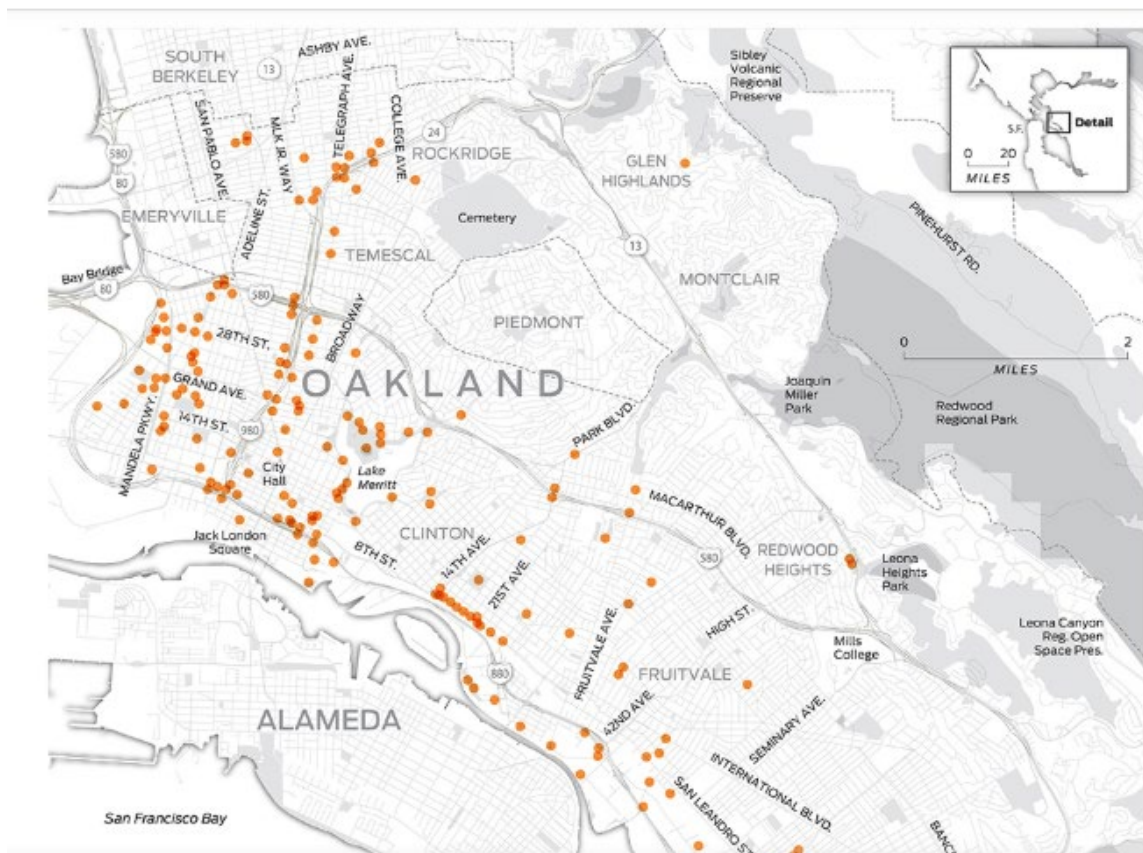 SOUTH
BERKELEY
13
ASHBY AVE.
Sibley
Volcanic
Regional
Preserve
S.F.
Detail
0 20
MILES
SAN PABLO AVE.
MLK JR. WAY
TELEGRAPH AVE.
COLLEGE AVE.
24
ROCKRIDGE
580
80
GLEN
HIGHLANDS
EMERYVILLE
ADELINE ST.
Cemetery
PINEHURST RD.
TEMESCAL
13
Bay Bridge
80
580
MONTCLAIR
BROADWAY
PIEDMONT
28TH ST.
0 2
MILES
OAKLAND
GRAND AVE.
Joaquin
Miller
Park
Redwood
Regional Park
14TH ST.
980
MANDELA PKWY.
PARK BLVD.
City
Hall
Lake
Merritt
MACARTHUR BLVD.
CLINTON
Jack London
Square
8TH ST.
14TH AVE.
21ST AVE.
580
REDWOOD
HEIGHTS
Leona
Heights
Park
FRUITVALE AVE.
HIGH ST.
Leona Canyon
Reg. Open
Space Pres.
Mills
College
880
FRUITVALE
42ND AVE.
ALAMEDA
SEMINARY AVE.
INTERNATIONAL BLVD.
San Francisco Bay
SAN LEANDRO ST
BANC